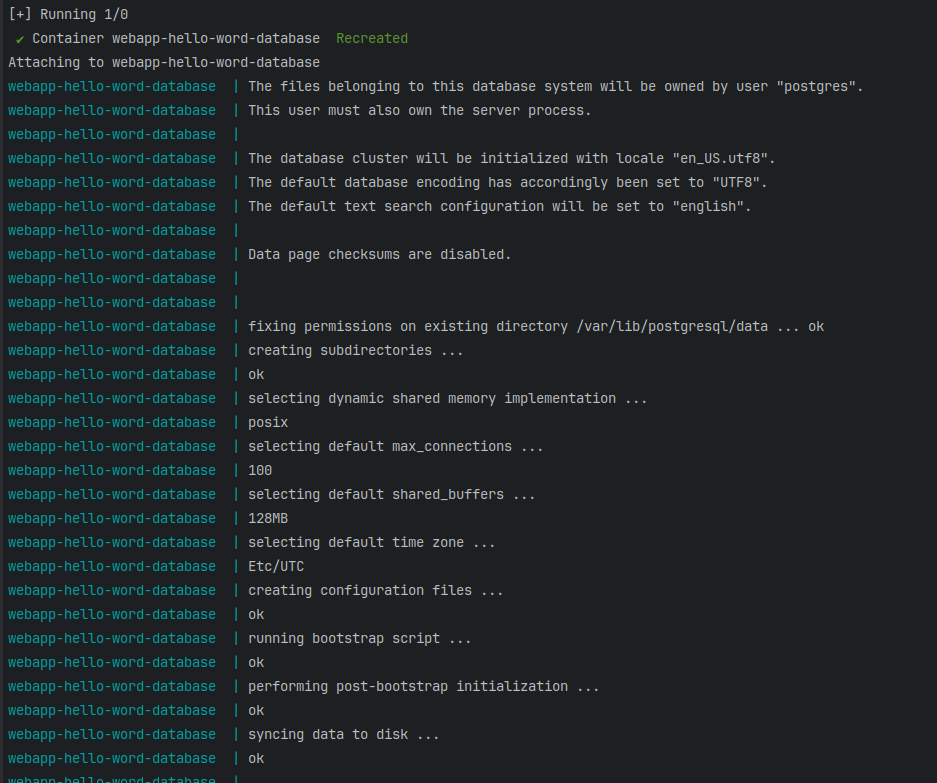 [+] Running 1/0
✔ Container webapp-hello-word-database  Recreated
Attaching to webapp-hello-word-database
webapp-hello-word-database  | The files belonging to this database system will be owned by user "postgres".
webapp-hello-word-database  | This user must also own the server process.
webapp-hello-word-database  |
webapp-hello-word-database  | The database cluster will be initialized with locale "en_US.utf8".
webapp-hello-word-database  | The default database encoding has accordingly been set to "UTF8".
webapp-hello-word-database  | The default text search configuration will be set to "english".
webapp-hello-word-database  |
webapp-hello-word-database  | Data page checksums are disabled.
webapp-hello-word-database  |
webapp-hello-word-database  |
webapp-hello-word-database  | fixing permissions on existing directory /var/lib/postgresql/data ... ok
webapp-hello-word-database  | creating subdirectories ...
webapp-hello-word-database  | ok
webapp-hello-word-database  | selecting dynamic shared memory implementation ...
webapp-hello-word-database  | posix
webapp-hello-word-database  | selecting default max_connections ...
webapp-hello-word-database  | 100
webapp-hello-word-database  | selecting default shared_buffers ...
webapp-hello-word-database  | 128MB
webapp-hello-word-database  | selecting default time zone ...
webapp-hello-word-database  | Etc/UTC
webapp-hello-word-database  | creating configuration files ...
webapp-hello-word-database  | ok
webapp-hello-word-database  | running bootstrap script ...
webapp-hello-word-database  | ok
webapp-hello-word-database  | performing post-bootstrap initialization ...
webapp-hello-word-database  | ok
webapp-hello-word-database  | syncing data to disk ...
webapp-hello-word-database  | ok
webapp-hello-word-database  |